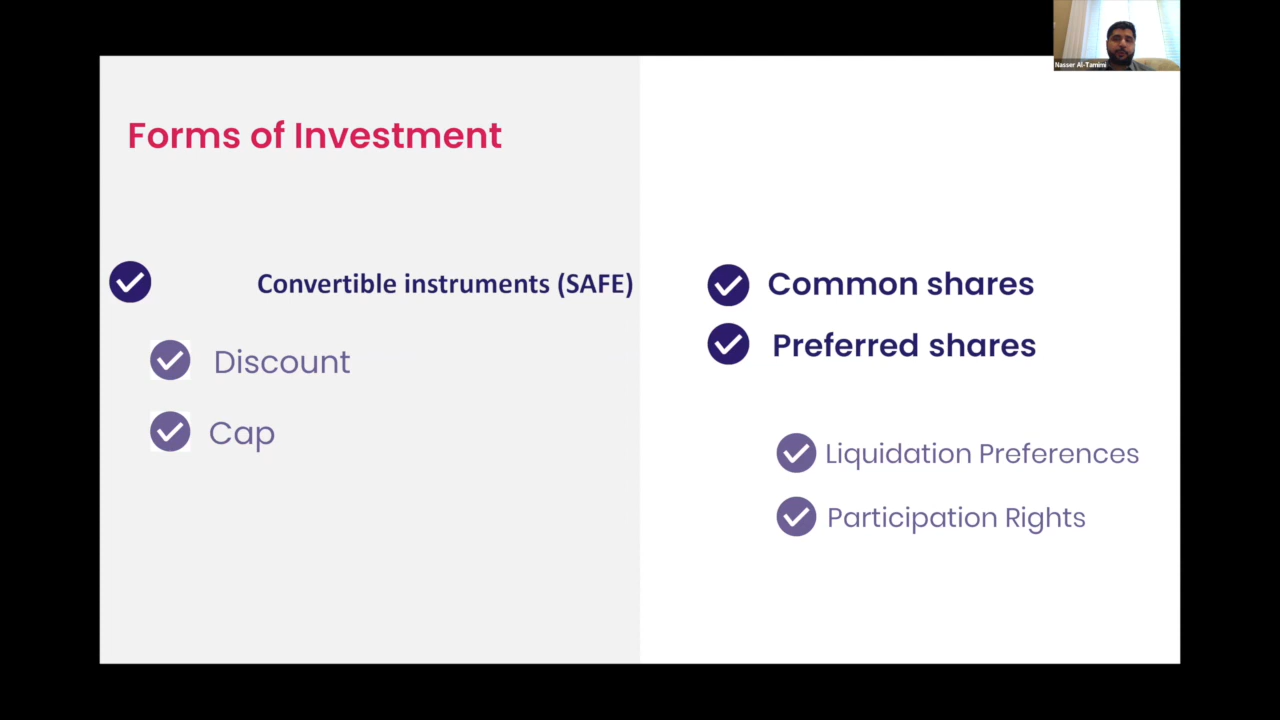 Nasser Al-Tamimi
Forms of Investment
Convertible instruments (SAFE)
Discount
Cap
Common shares
Preferred shares
Liquidation Preferences
Participation Rights